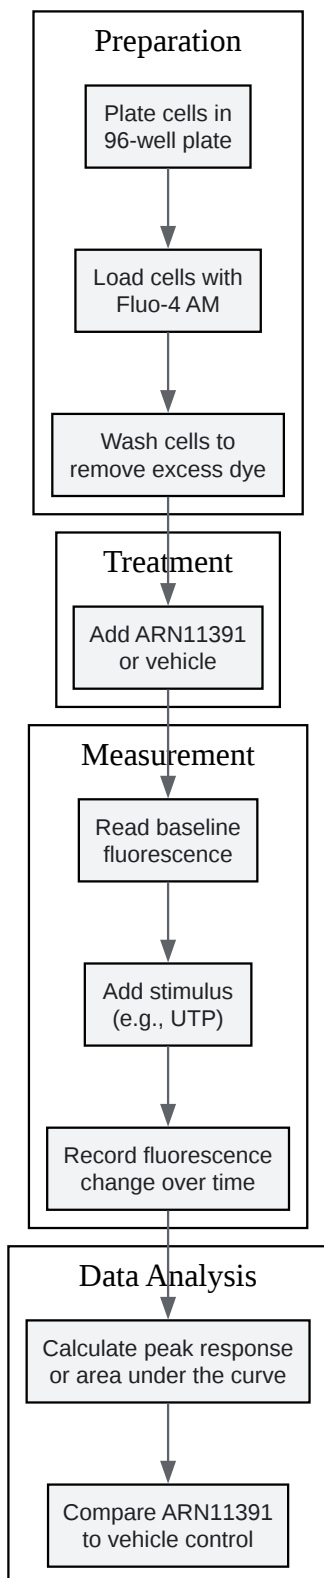 Preparation
Plate cells in
96-well plate
Load cells with
Fluo-4 AM
Wash cells to
remove excess dye
Treatment
Add ARN11391
or vehicle
Measurement
Read baseline
fluorescence
Add stimulus
(e.g., UTP)
Record fluorescence
change over time
Data Analysis
Calculate peak response
or area under the curve
Compare ARN11391
to vehicle control